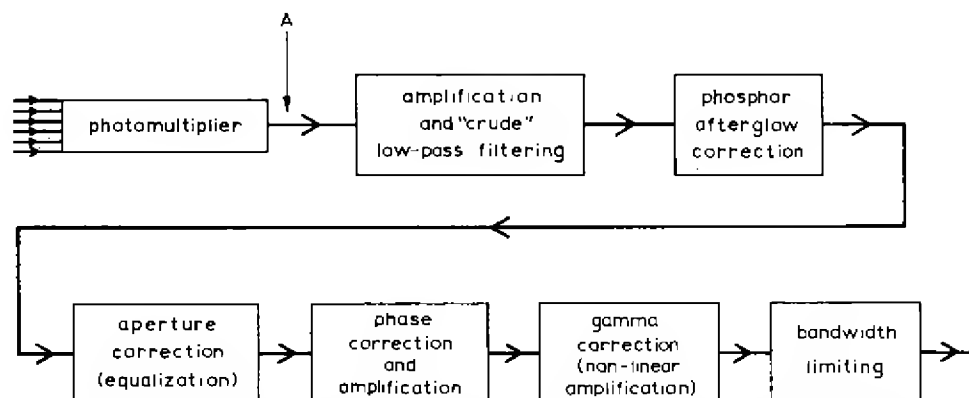 A
photomultiplier
amplification
and "crude"
low-pass filtering
phosphor
afterglow
correction
aperture
correction
(equalization)
phase
correction
and
amplification
gamma
correction
(non-linear
amplification)
bandwidth
limiting